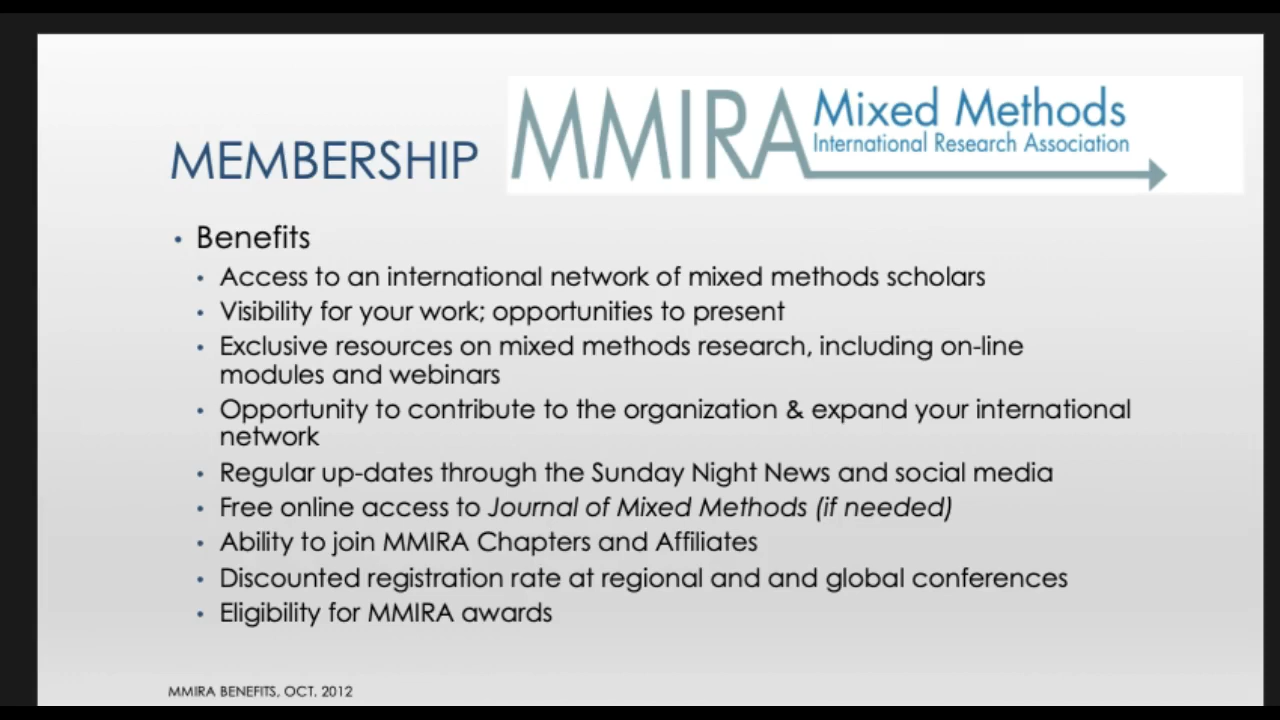 MEMBERSHIP
MMIRA
Mixed Methods
International Research Association
• Benefits
• Access to an international network of mixed methods scholars
• Visibility for your work; opportunities to present
• Exclusive resources on mixed methods research, including on-line
modules and webinars
• Opportunity to contribute to the organization & expand your international
network
• Regular up-dates through the Sunday Night News and social media
• Free online access to Journal of Mixed Methods (if needed)
• Ability to join MMIRA Chapters and Affiliates
• Discounted registration rate at regional and and global conferences
• Eligibility for MMIRA awards
MMIRA BENEFITS, OCT. 2012